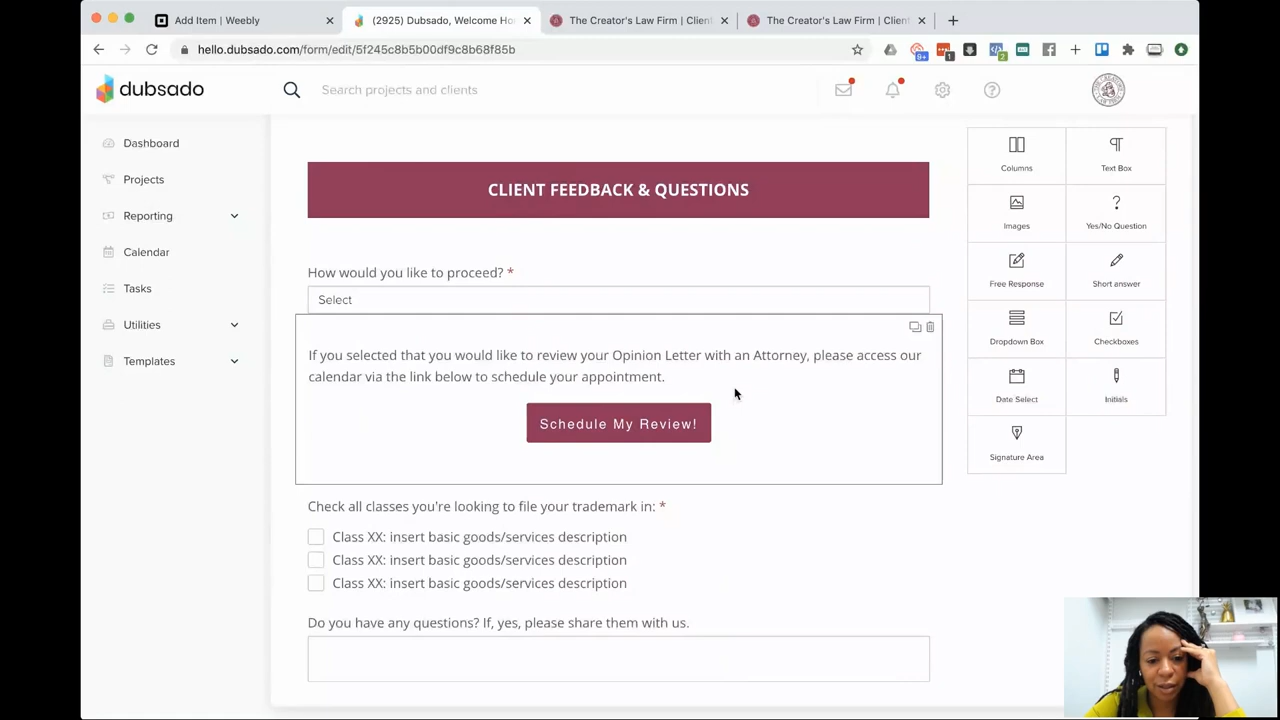 Add Item | Weebly
(2925) Dubsado, Welcome Ho
The Creator's Law Firm | Client
The Creator's Law Firm | Client
hello.dubsado.com/form/edit/5f245c8b5b00df9c8b68f85b
9+
1
2
dubsado
Search projects and clients
Dashboard
Projects
Reporting
Calendar
Tasks
Utilities
Templates
CLIENT FEEDBACK & QUESTIONS
How would you like to proceed? *
Select
If you selected that you would like to review your Opinion Letter with an Attorney, please access our
calendar via the link below to schedule your appointment.
Schedule My Review!
Check all classes you're looking to file your trademark in: *
Class XX: insert basic goods/services description
Class XX: insert basic goods/services description
Class XX: insert basic goods/services description
Do you have any questions? If, yes, please share them with us.
Columns
Text Box
Images
Yes/No Question
Free Response
Short answer
Dropdown Box
Checkboxes
Date Select
Initials
Signature Area